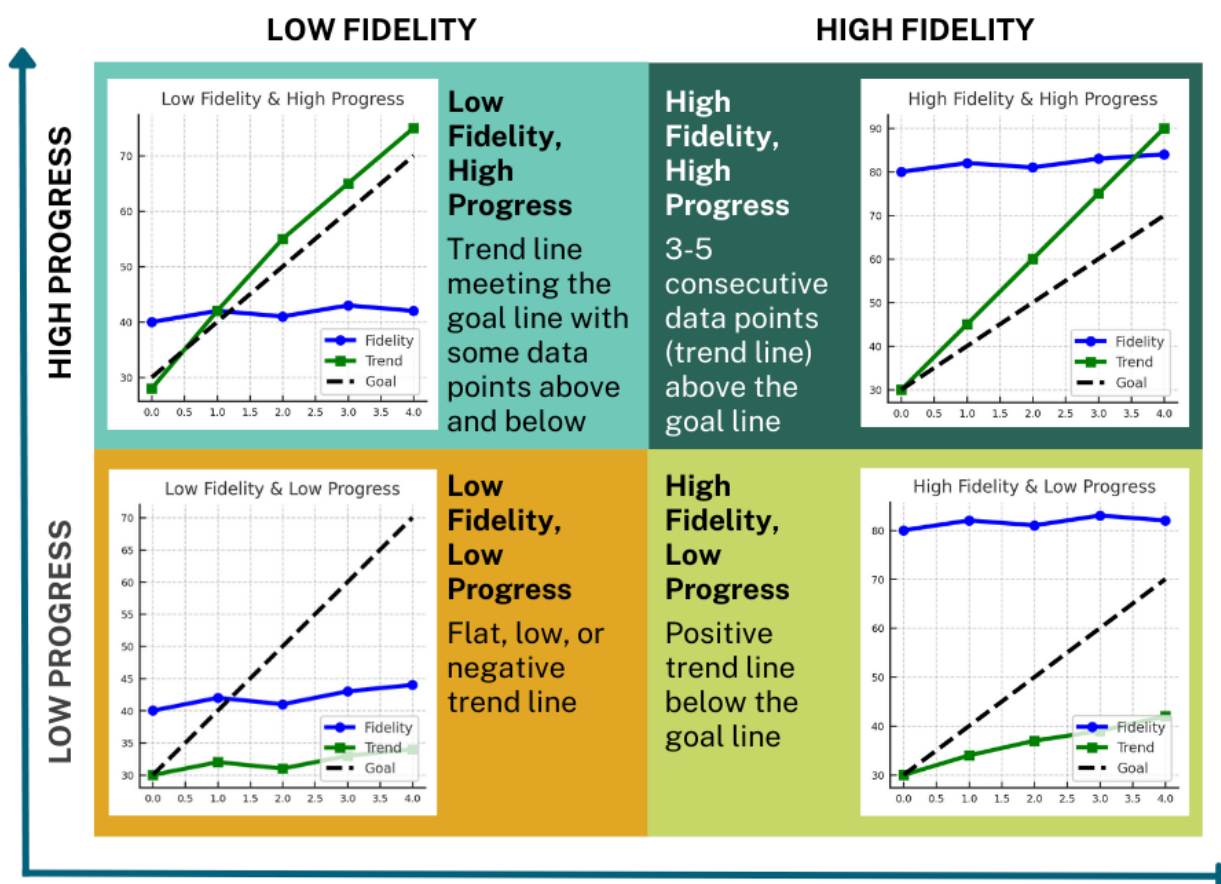 LOW FIDELITY
HIGH FIDELITY
HIGH PROGRESS
LOW PROGRESS
Low Fidelity & High Progress
70
60
50
40
30
0.0 0.5 1.0 1.5 2.0 2.5 3.0 3.5 4.0
Fidelity
Trend
Goal
Low
Fidelity,
High
Progress
Trend line
meeting the
goal line with
some data
points above
and below
High
Fidelity,
High
Progress
3-5
consecutive
data points
(trend line)
above the
goal line
High Fidelity & High Progress
90
80
70
60
50
40
30
0.0 0.5 1.0 1.5 2.0 2.5 3.0 3.5 4.0
Fidelity
Trend
Goal
Low Fidelity & Low Progress
70
65
60
55
50
45
40
35
30
0.0 0.5 1.0 1.5 2.0 2.5 3.0 3.5 4.0
Fidelity
Trend
Goal
Low
Fidelity,
Low
Progress
Flat, low, or
negative
trend line
High
Fidelity,
Low
Progress
Positive
trend line
below the
goal line
High Fidelity & Low Progress
80
70
60
50
40
30
0.0 0.5 1.0 1.5 2.0 2.5 3.0 3.5 4.0
Fidelity
Trend
Goal